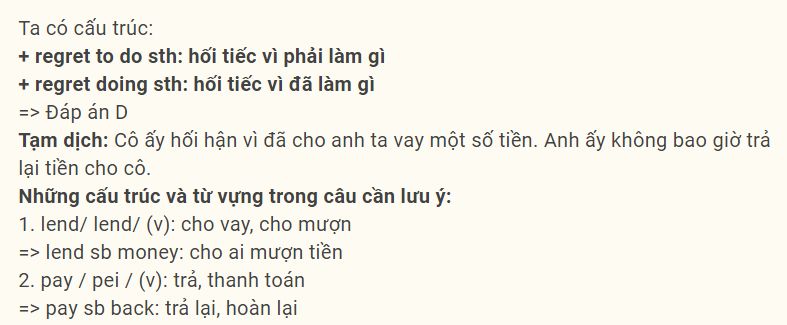 Ta có cấu trúc:
+ regret to do sth: hối tiếc vì phải làm gì
+ regret doing sth: hối tiếc vì đã làm gì
=> Đáp án D
Tạm dịch: Cô ấy hối hận vì đã cho anh ta vay một số tiền. Anh ấy không bao giờ trả
lại tiền cho cô.
Những cấu trúc và từ vựng trong câu cần lưu ý:
1. lend/ lend/ (v): cho vay, cho mượn
=> lend sb money: cho ai mượn tiền
2. pay / pei / (v): trả, thanh toán
=> pay sb back: trả lại, hoàn lại